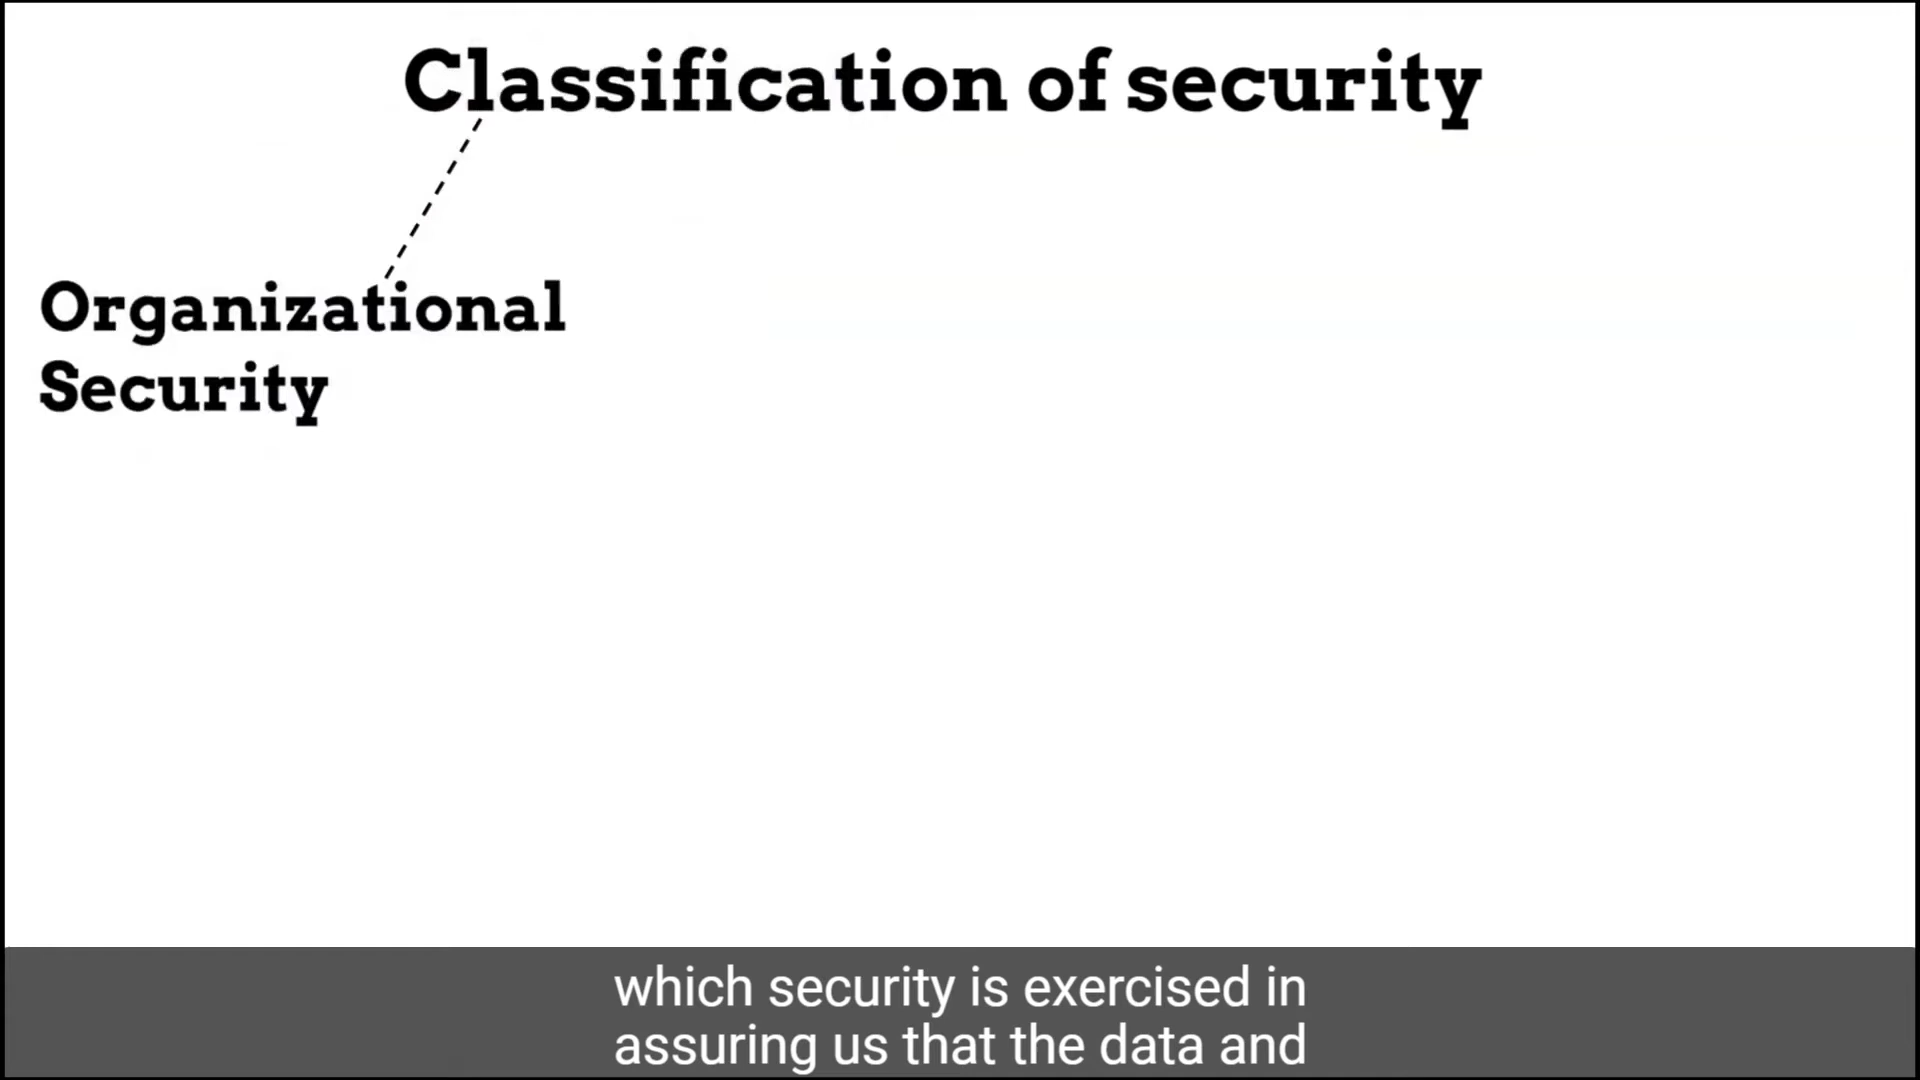 Classification of security
Organizational
Security
which security is exercised in
assuring us that the data and